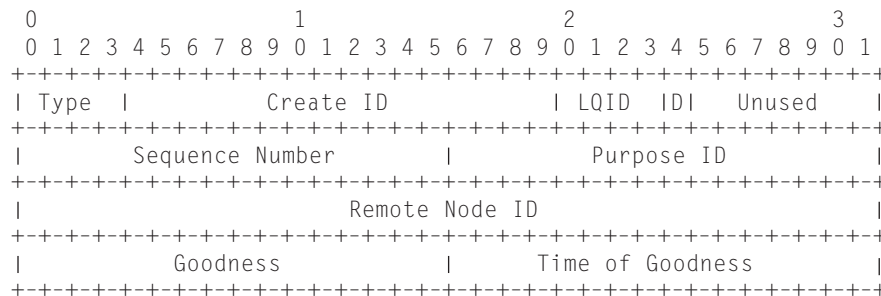 0                   1                   2                   3
 0 1 2 3 4 5 6 7 8 9 0 1 2 3 4 5 6 7 8 9 0 1 2 3 4 5 6 7 8 9 0 1
+-+-+-+-+-+-+-+-+-+-+-+-+-+-+-+-+-+-+-+-+-+-+-+-+-+-+-+-+-+-+-+-+
| Type  |           Create ID           | LQID  |D|   Unused    |
+-+-+-+-+-+-+-+-+-+-+-+-+-+-+-+-+-+-+-+-+-+-+-+-+-+-+-+-+-+-+-+-+
|        Sequence Number        |          Purpose ID           |
+-+-+-+-+-+-+-+-+-+-+-+-+-+-+-+-+-+-+-+-+-+-+-+-+-+-+-+-+-+-+-+-+
|                        Remote Node ID                         |
+-+-+-+-+-+-+-+-+-+-+-+-+-+-+-+-+-+-+-+-+-+-+-+-+-+-+-+-+-+-+-+-+
|           Goodness            |      Time of Goodness         |
+-+-+-+-+-+-+-+-+-+-+-+-+-+-+-+-+-+-+-+-+-+-+-+-+-+-+-+-+-+-+-+-+